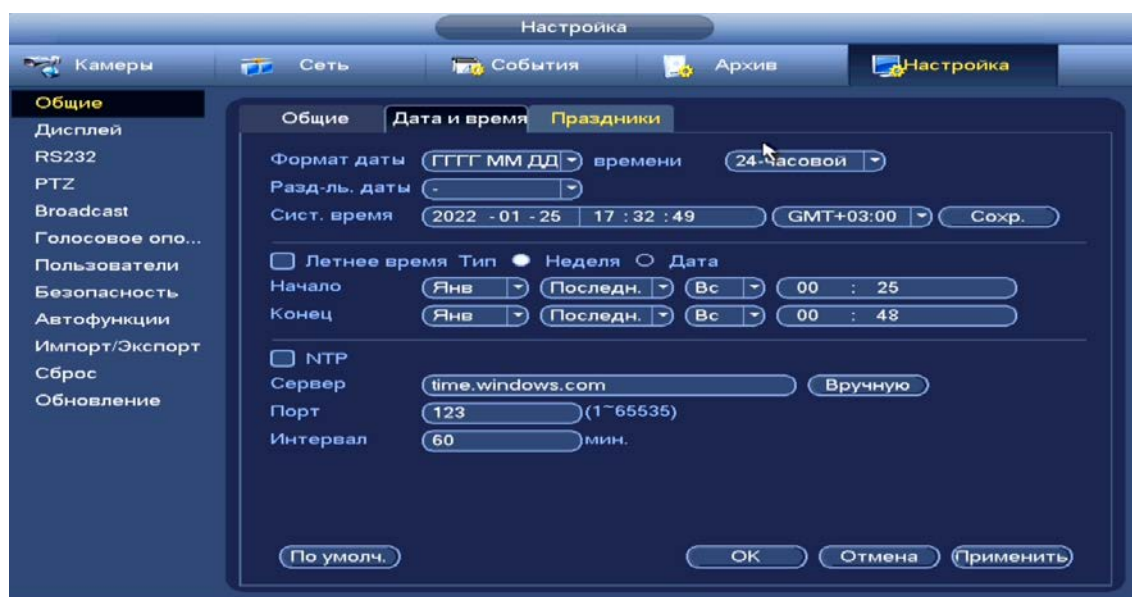 Настройка
Камеры Сеть События Архив Настройка
Общие
Дисплей
RS232
PTZ
Broadcast
Голосовое опо...
Пользователи
Безопасность
Автофункции
Импорт/Экспорт
Сброс
Обновление
Общие Дата и время Праздники
Формат даты ГГГГ ММ ДД времени 24-часовой
Разд-ль. даты -
Сист. время 2022 - 01 - 25 17 : 32 : 49 GMT+03:00 Сохр.
Летнее время Тип Неделя Дата
Начало Янв Последн. Вс 00 : 25
Конец Янв Последн. Вс 00 : 48
NTP
Сервер time.windows.com Вручную
Порт 123 (1~65535)
Интервал 60 мин.
По умолч. OK Отмена Применить